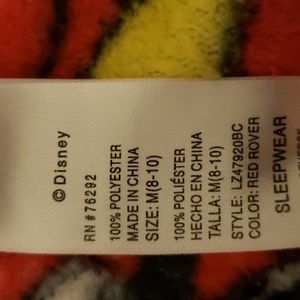 © Disney
RN # 76292
100% POLYESTER
MADE IN CHINA
SIZE: M(8-10)
100% POLIÉSTER
HECHO EN CHINA
TALLA: M(8-10)
STYLE: LZ47920BC
COLOR: RED ROVER
SLEEPWEAR